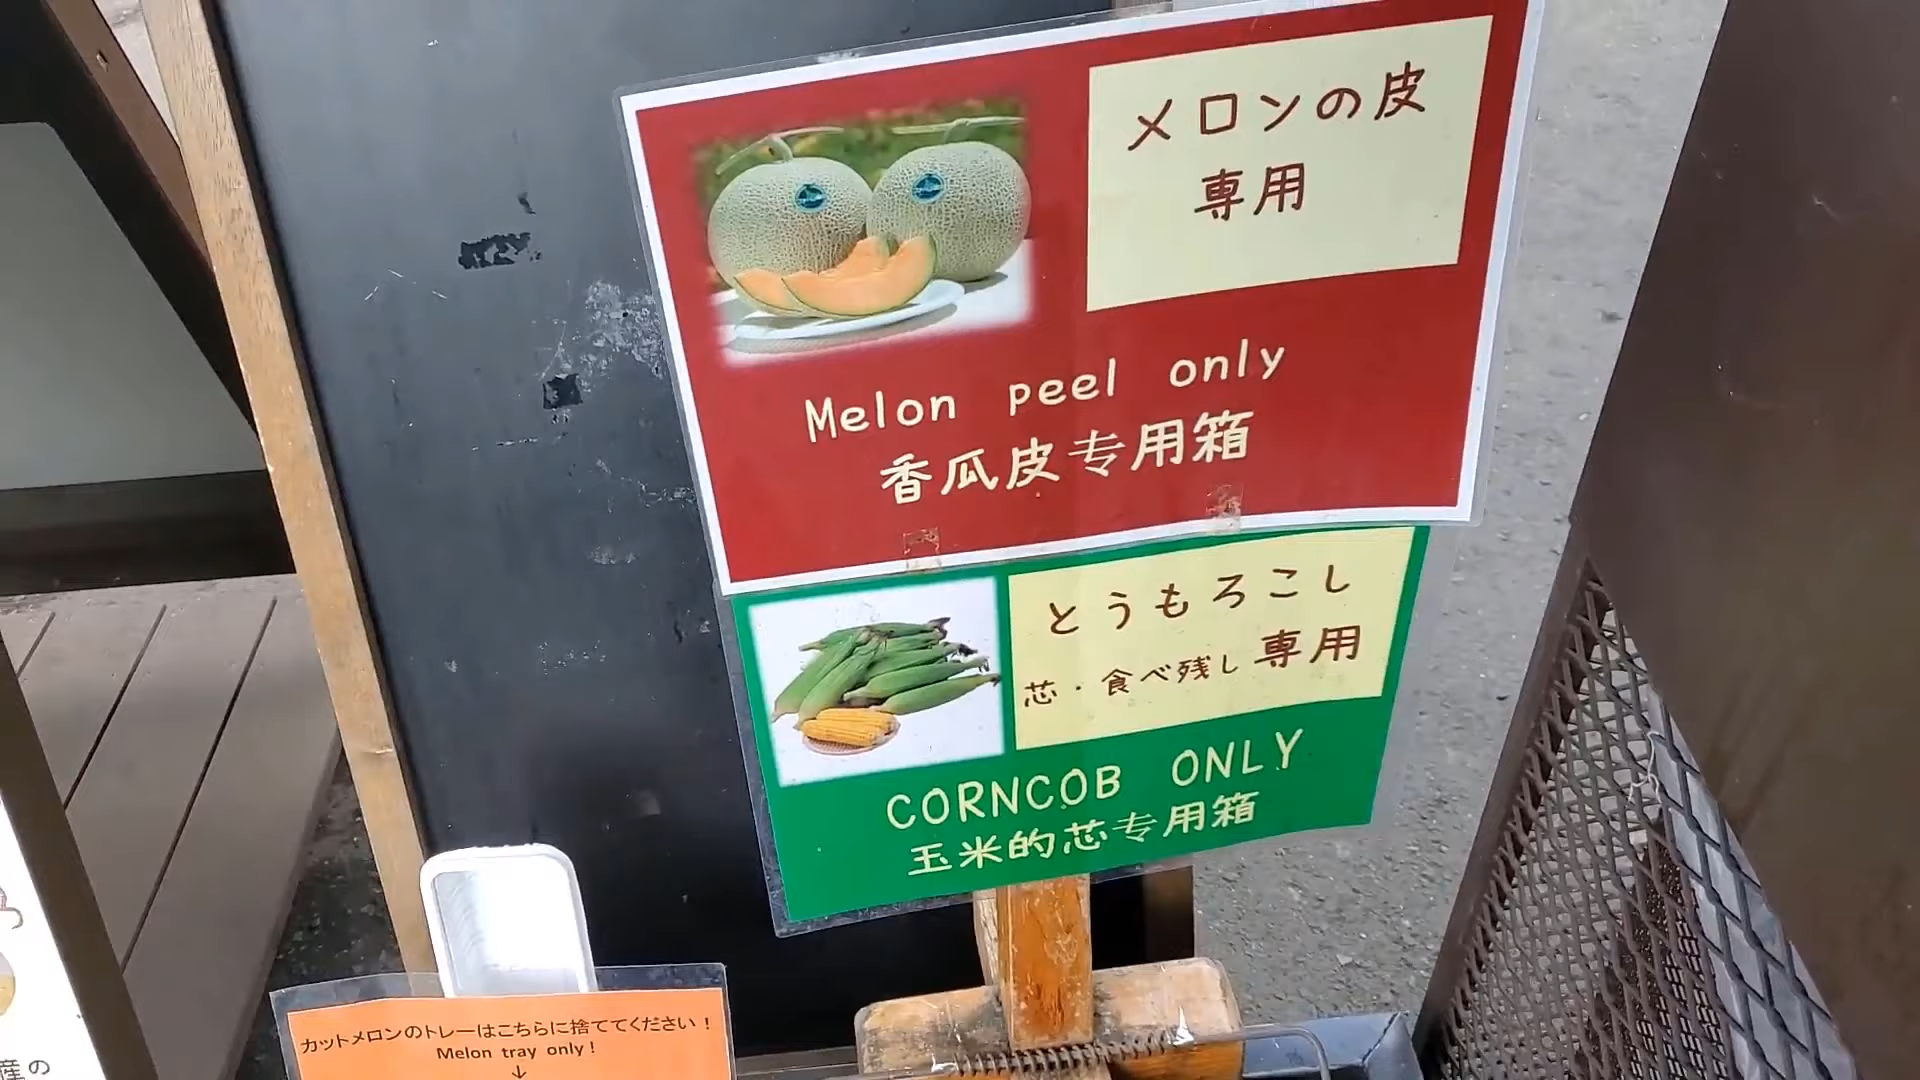 メロンの皮
専用
Melon peel only
香瓜皮专用箱
とうもろこし
芯・食べ残し専用
CORNCOB ONLY
玉米的芯专用箱
カットメロンのトレーはこちらに捨ててください！
Melon tray only！
↓
産の